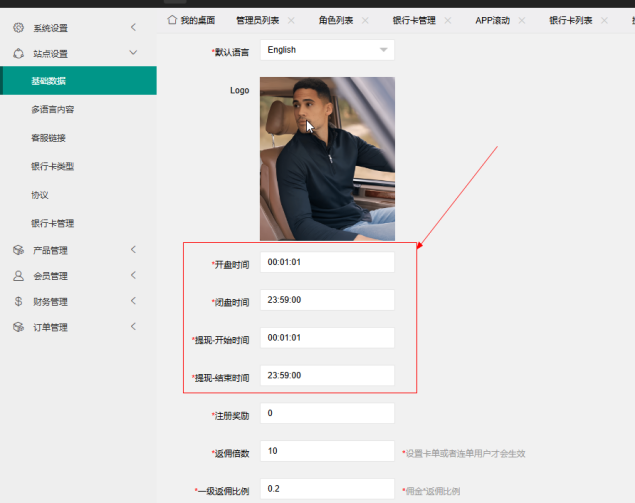 我的桌面 管理员列表 角色列表 银行卡管理 APP滚动 银行卡列表
系统设置
站点设置
基础数据
多语言内容
客服链接
银行卡类型
协议
银行卡管理
产品管理
会员管理
财务管理
订单管理
*默认语言 English
Logo
*开盘时间 00:01:01
*闭盘时间 23:59:00
*提现-开始时间 00:01:01
*提现-结束时间 23:59:00
*注册奖励 0
*返佣倍数 10 *设置卡单或者连单用户才会生效
*一级返佣比例 0.2 *佣金*返佣比例